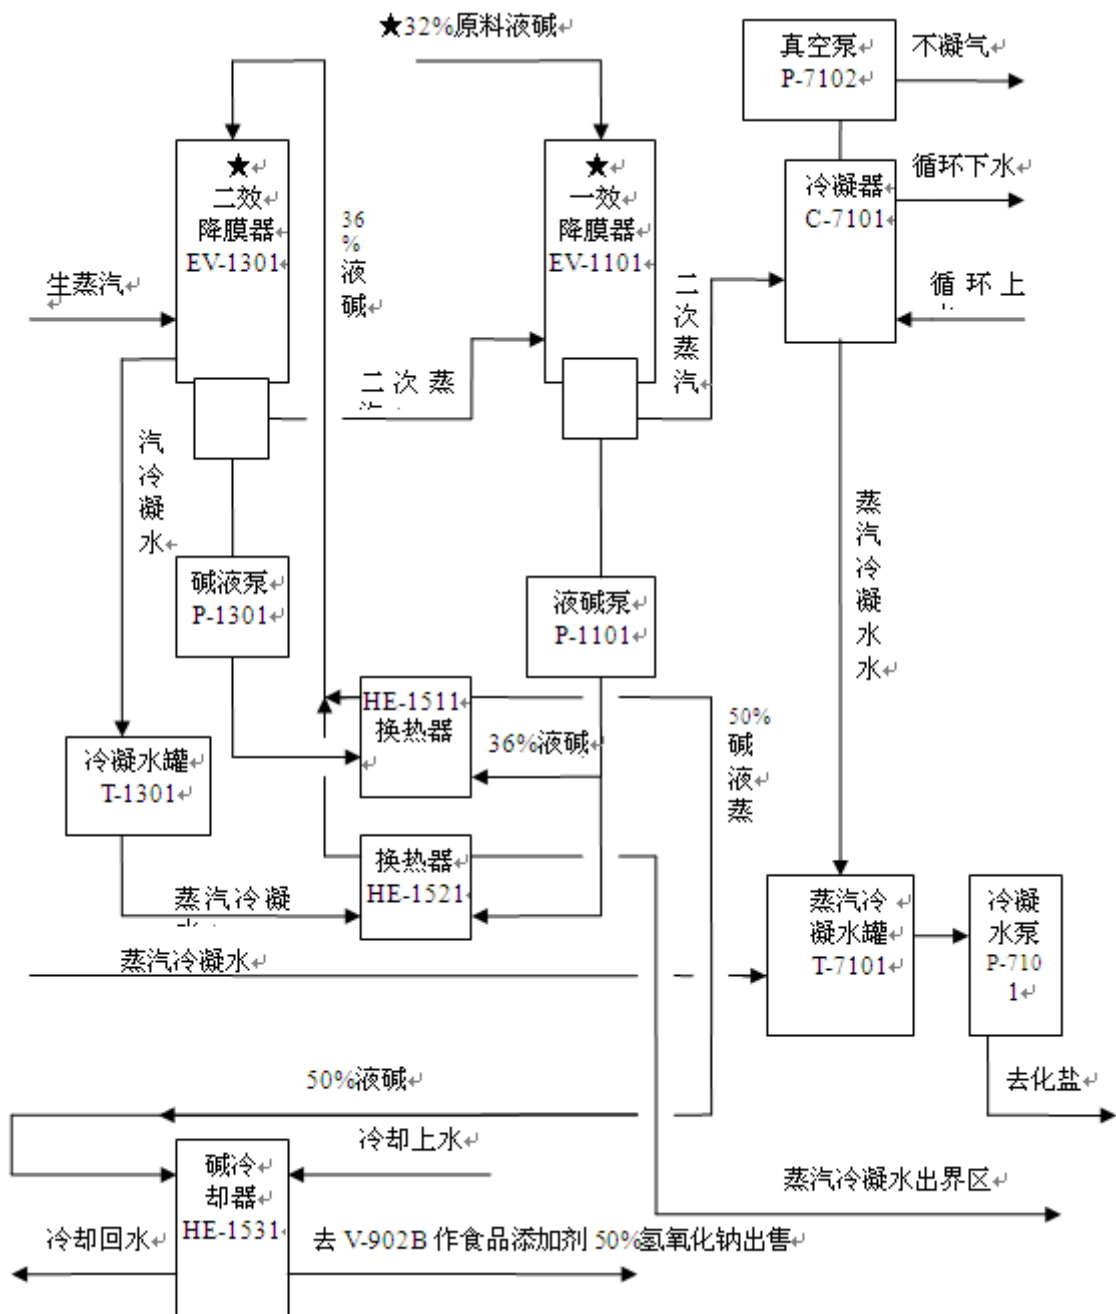 ★32%原料液碱
真空泵
P-7102
不凝气
★
二效
降膜器
EV-1301
★
一效
降膜器
EV-1101
冷凝器
C-7101
循环下水
36
%
液
碱
生蒸汽
二
次
蒸
汽
循 环 上
二 次 蒸
汽
冷
凝
水
蒸
汽
冷
凝
水
水
碱液泵
P-1301
液碱泵
P-1101
HE-1511
换热器
36%液碱
50%
碱
液
蒸
冷凝水罐
T-1301
换热器
HE-1521
蒸汽冷凝
蒸汽冷凝水
蒸汽冷
凝水罐
T-7101
冷凝
水泵
P-710
1
50%液碱
去化盐
冷却上水
碱冷
却器
HE-1531
蒸汽冷凝水出界区
冷却回水
去 V-902B 作食品添加剂 50%氢氧化钠出售